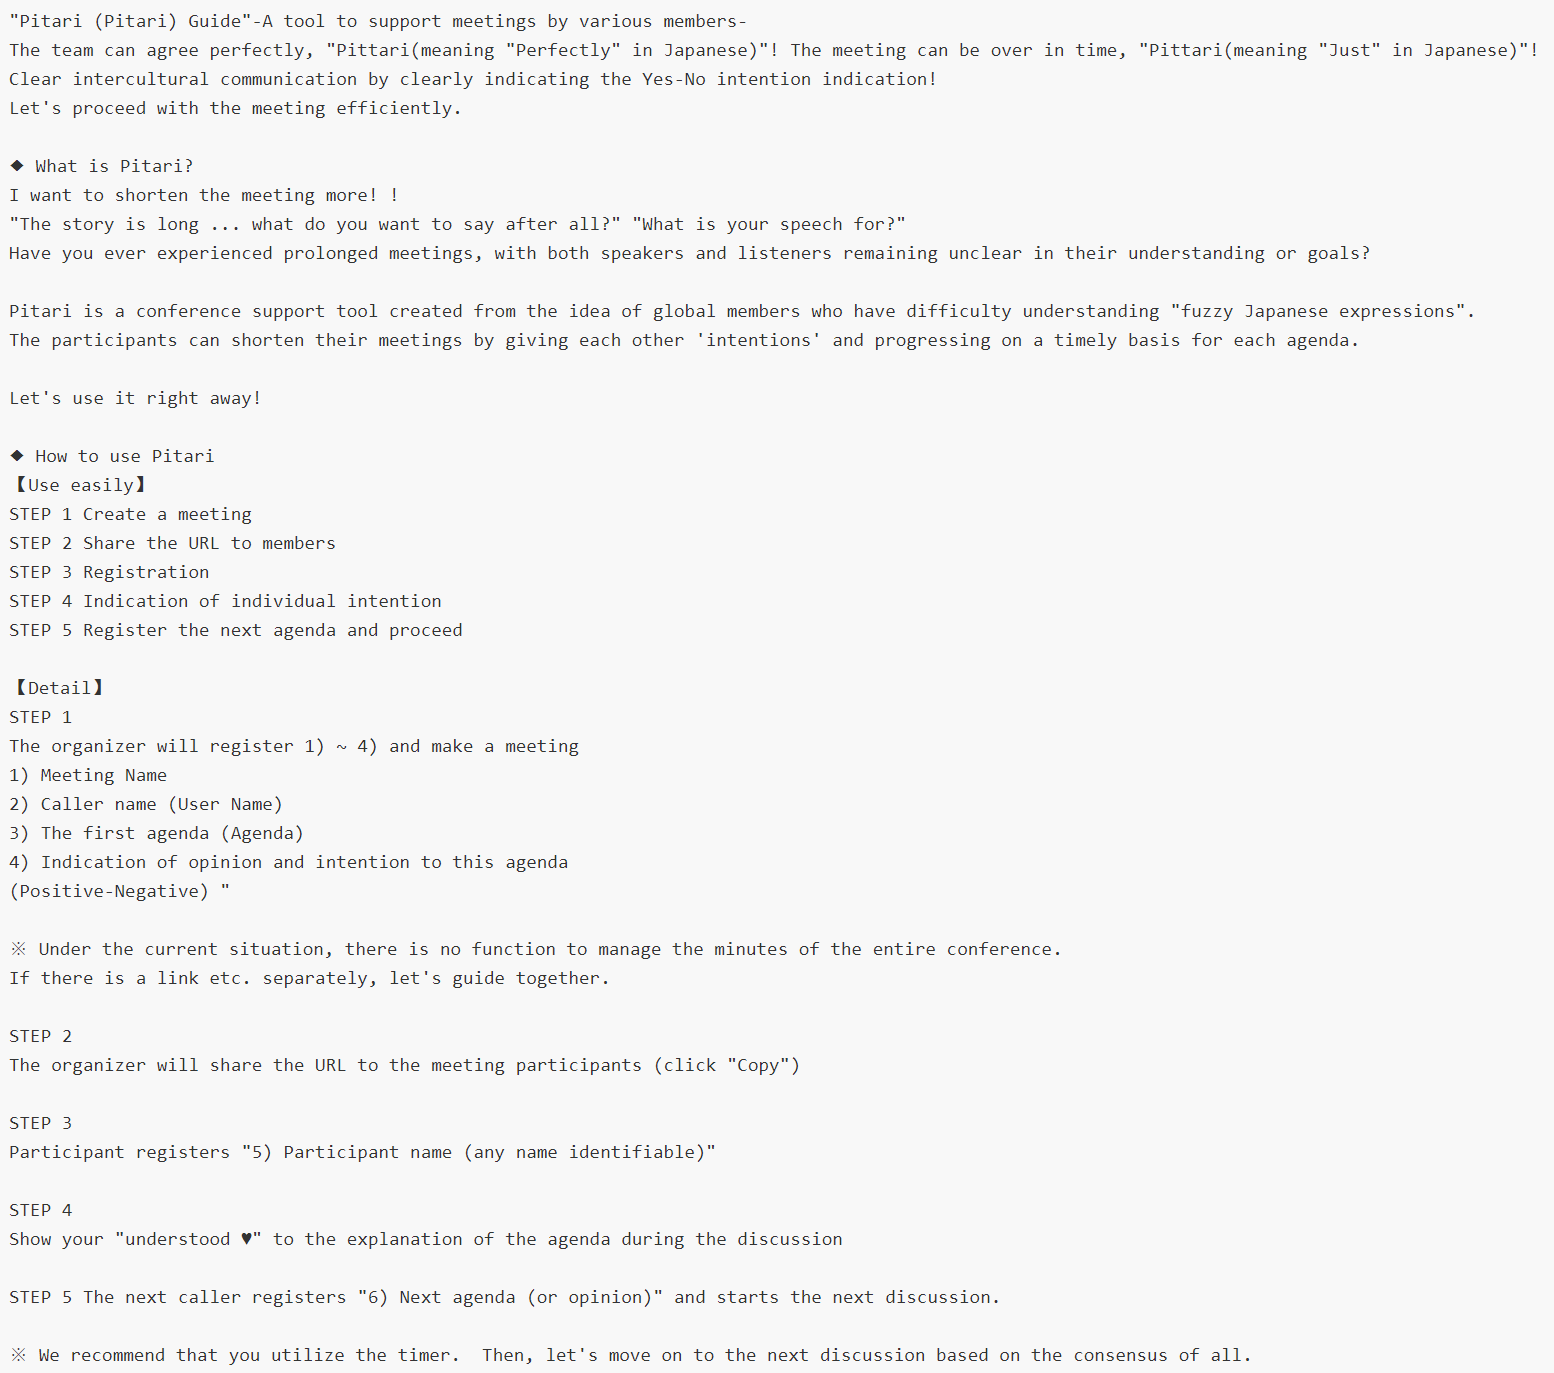 "Pitari (Pitari) Guide"-A tool to support meetings by various members-
The team can agree perfectly, "Pittari(meaning "Perfectly" in Japanese)"! The meeting can be over in time, "Pittari(meaning "Just" in Japanese)"!
Clear intercultural communication by clearly indicating the Yes-No intention indication!
Let's proceed with the meeting efficiently.

◆ What is Pitari?
I want to shorten the meeting more! !
"The story is long ... what do you want to say after all?" "What is your speech for?"
Have you ever experienced prolonged meetings, with both speakers and listeners remaining unclear in their understanding or goals?

Pitari is a conference support tool created from the idea of global members who have difficulty understanding "fuzzy Japanese expressions".
The participants can shorten their meetings by giving each other 'intentions' and progressing on a timely basis for each agenda.

Let's use it right away!

◆ How to use Pitari
【Use easily】
STEP 1 Create a meeting
STEP 2 Share the URL to members
STEP 3 Registration
STEP 4 Indication of individual intention
STEP 5 Register the next agenda and proceed

【Detail】
STEP 1
The organizer will register 1) ~ 4) and make a meeting
1) Meeting Name
2) Caller name (User Name)
3) The first agenda (Agenda)
4) Indication of opinion and intention to this agenda
(Positive-Negative) "

※ Under the current situation, there is no function to manage the minutes of the entire conference.
If there is a link etc. separately, let's guide together.

STEP 2
The organizer will share the URL to the meeting participants (click "Copy")

STEP 3
Participant registers "5) Participant name (any name identifiable)"

STEP 4
Show your "understood ♥" to the explanation of the agenda during the discussion

STEP 5 The next caller registers "6) Next agenda (or opinion)" and starts the next discussion.

※ We recommend that you utilize the timer.  Then, let's move on to the next discussion based on the consensus of all.